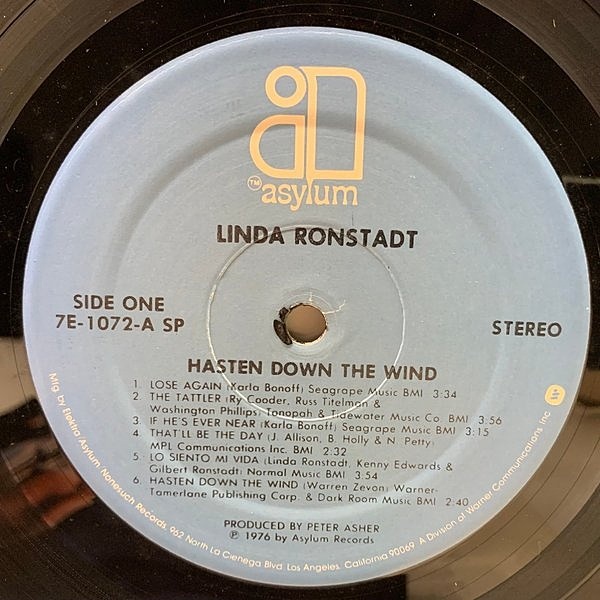 TM asylum
LINDA RONSTADT
SIDE ONE
7E-1072-A SP
STEREO
HASTEN DOWN THE WIND
1. LOSE AGAIN (Karla Bonoff) Seagrape Music BMI 3:34
2. THE TATTLER (Ry Cooder, Russ Titelman &
Washington Phillips) Tonopah & Tidewater Music Co. BMI 3:56
3. IF HE'S EVER NEAR (Karla Bonoff) Seagrape Music BMI 3:15
4. THAT'LL BE THE DAY (J. Allison, B. Holly & N. Petty)
MPL Communications Inc. BMI 2:32
5. LO SIENTO MI VIDA (Linda Ronstadt, Kenny Edwards &
Gilbert Ronstadt) Normal Music BMI 3:54
6. HASTEN DOWN THE WIND (Warren Zevon) Warner-
Tamerlane Publishing Corp. & Dark Room Music BMI 2:40
PRODUCED BY PETER ASHER
℗ 1976 by Asylum Records
Mfg. by Elektra/Asylum/Nonesuch Records, 962 North La Cienega Blvd. Los Angeles, California 90069. A Division of Warner Communications Inc.